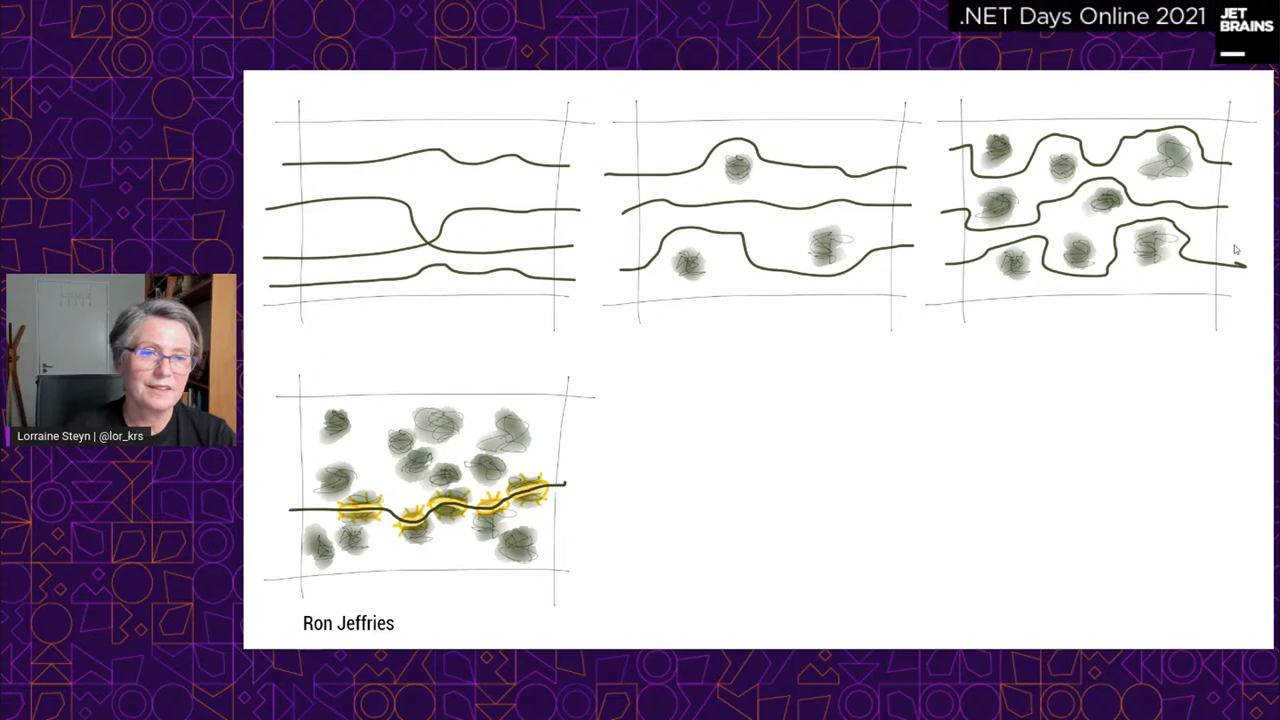 .NET Days Online 2021
JET
BRAINS
Lorraine Steyn | @lor_krs
Ron Jeffries